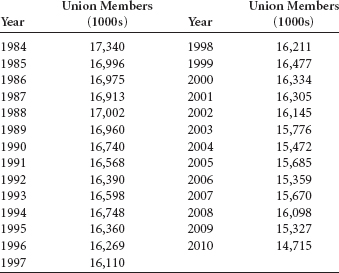 Union Members Union Members
Year (1000s) Year (1000s)
1984 17,340 1998 16,211
1985 16,996 1999 16,477
1986 16,975 2000 16,334
1987 16,913 2001 16,305
1988 17,002 2002 16,145
1989 16,960 2003 15,776
1990 16,740 2004 15,472
1991 16,568 2005 15,685
1992 16,390 2006 15,359
1993 16,598 2007 15,670
1994 16,748 2008 16,098
1995 16,360 2009 15,327
1996 16,269 2010 14,715
1997 16,110